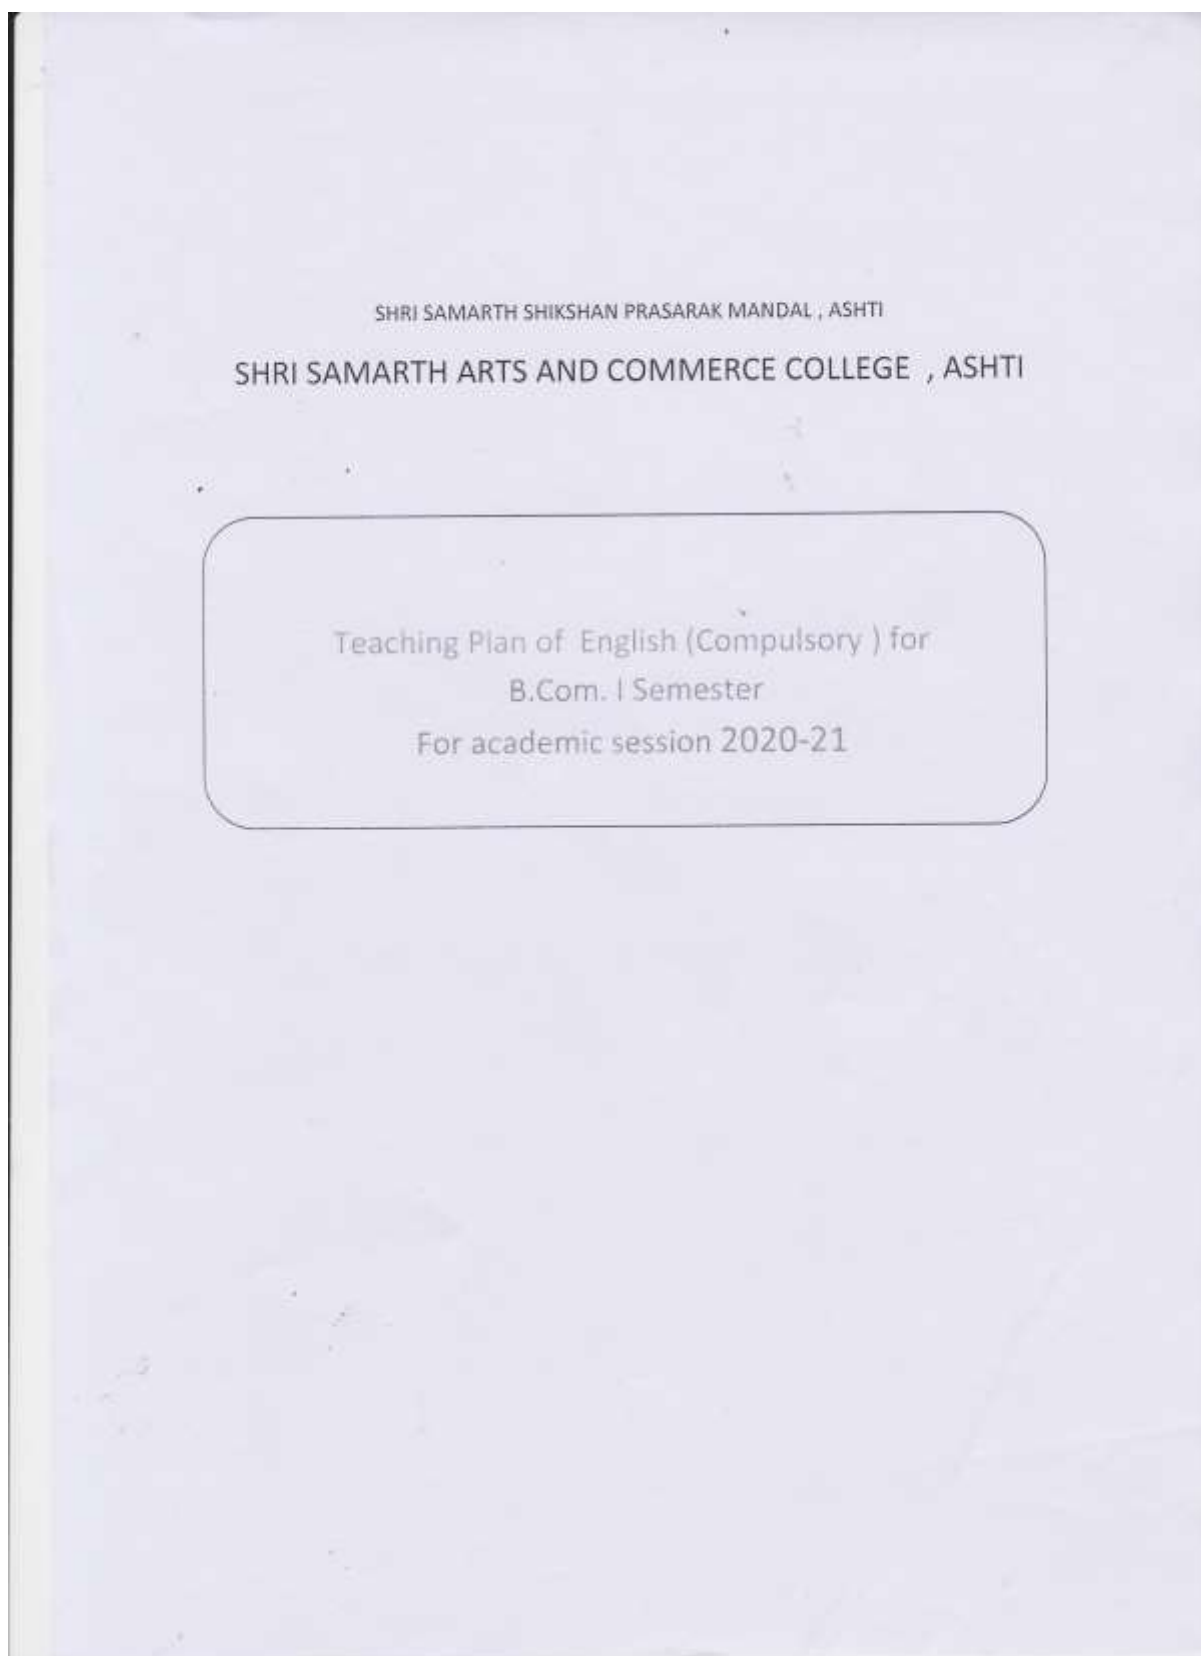 SHRI SAMARTH SHIKSHAN PRASARAK MANDAL , ASHTI
SHRI SAMARTH ARTS AND COMMERCE COLLEGE , ASHTI
Teaching Plan of English (Compulsory ) for
B.Com. I Semester
For academic session 2020-21